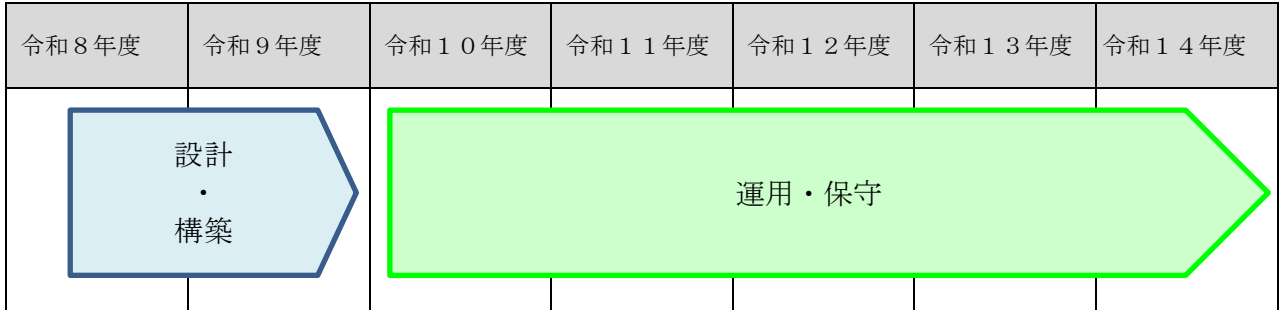 令和８年度
令和９年度
令和１０年度
令和１１年度
令和１２年度
令和１３年度
令和１４年度
設計
・
構築
運用・保守